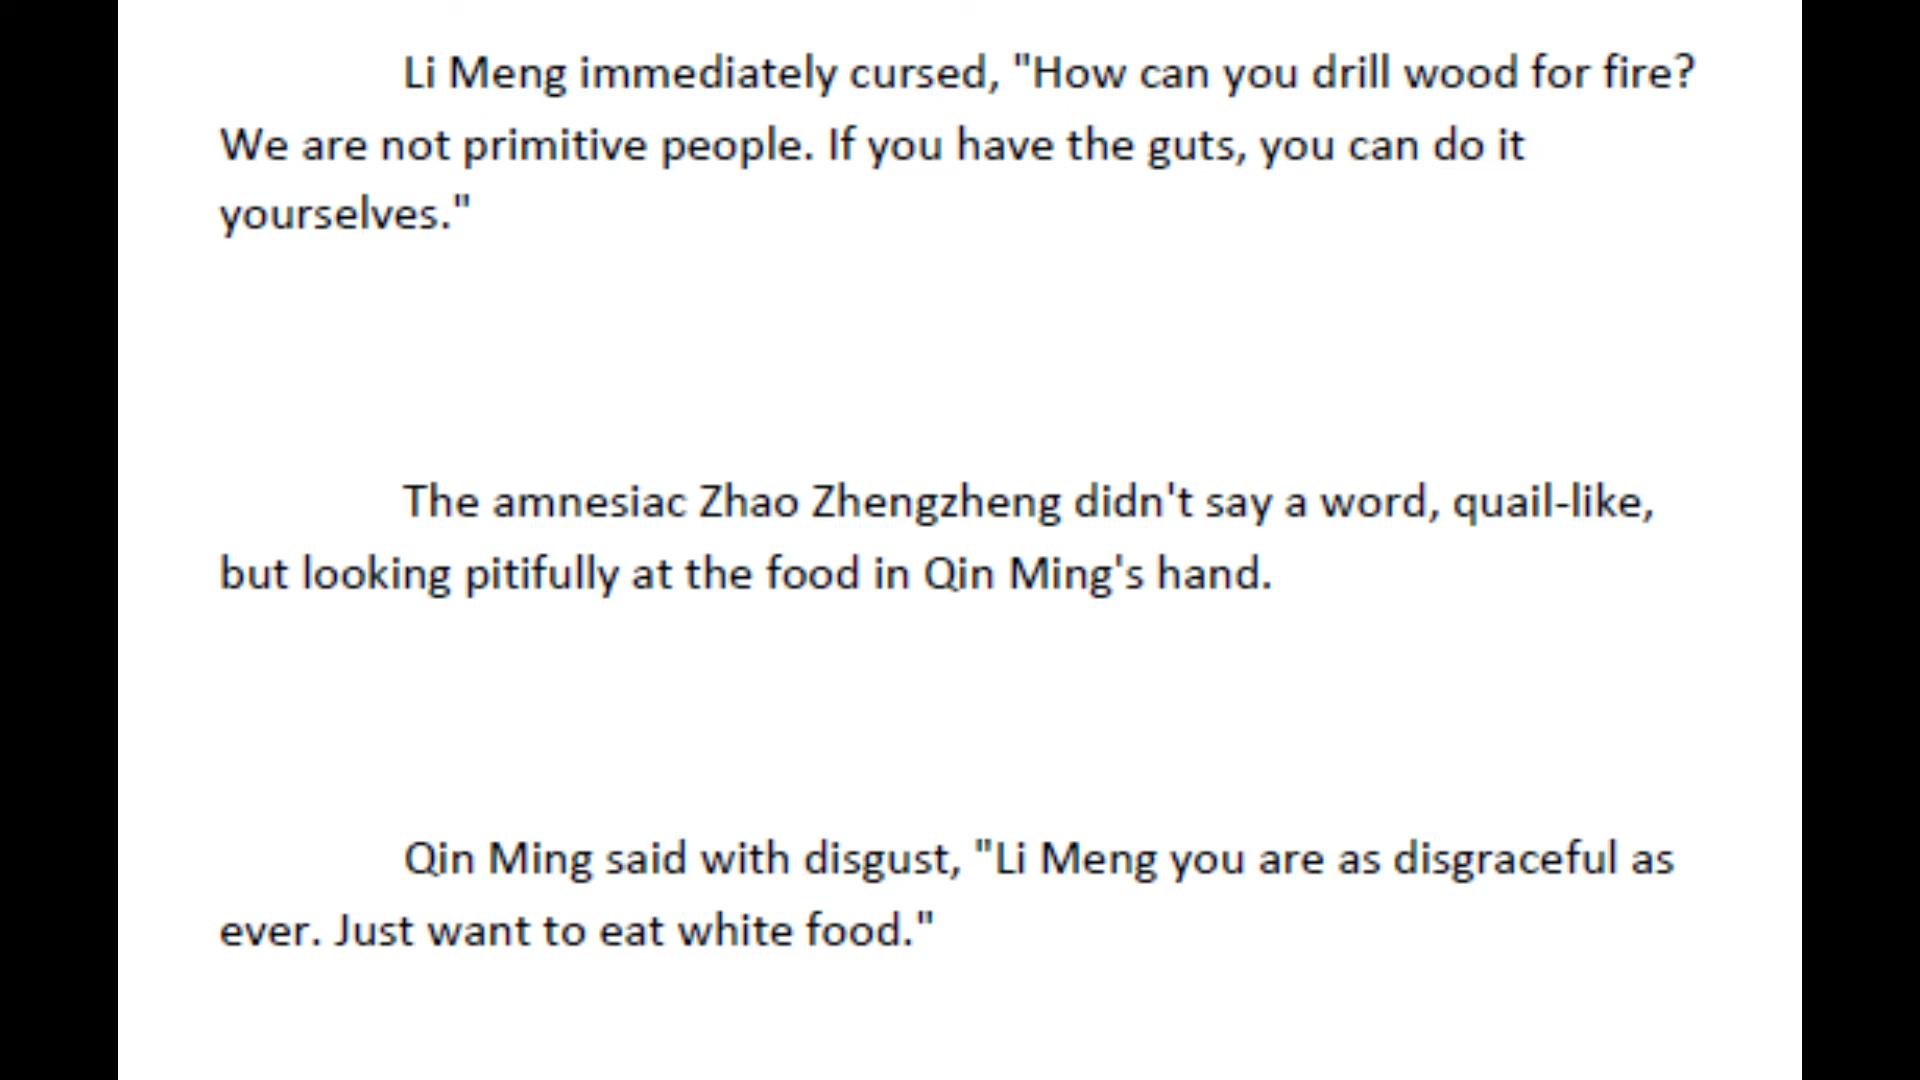 Li Meng immediately cursed, "How can you drill wood for fire?
We are not primitive people. If you have the guts, you can do it
yourselves."
The amnesiac Zhao Zhengzheng didn't say a word, quail-like,
but looking pitifully at the food in Qin Ming's hand.
Qin Ming said with disgust, "Li Meng you are as disgraceful as
ever. Just want to eat white food."